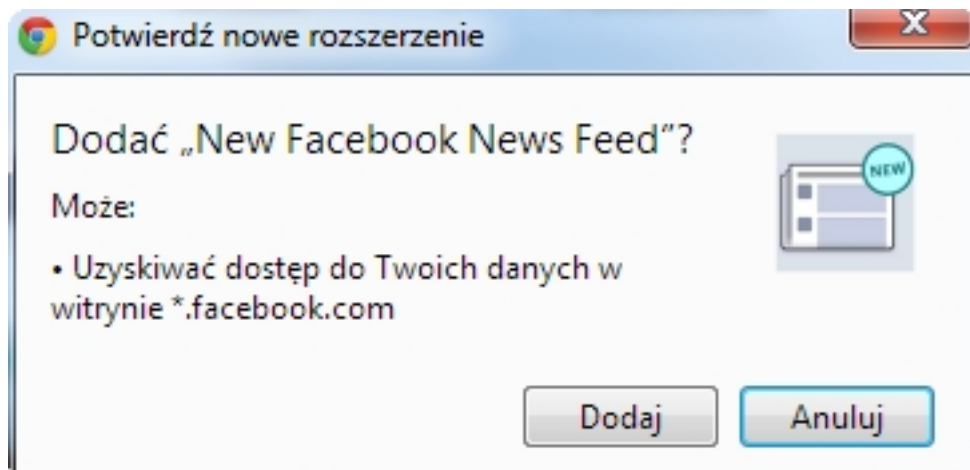 Potwierdź nowe rozszerzenie
Dodać „New Facebook News Feed”?
NEW
Może:
• Uzyskiwać dostęp do Twoich danych w
witrynie *.facebook.com
Dodaj
Anuluj